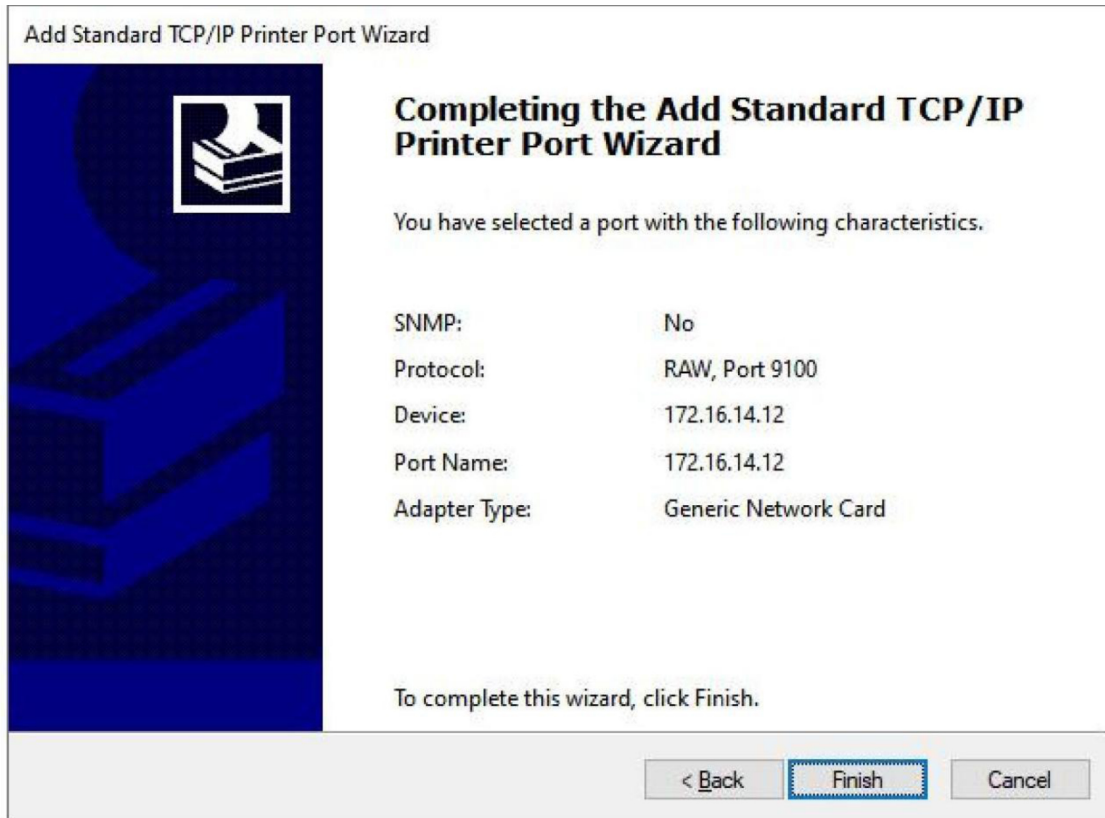 Add Standard TCP/IP Printer Port Wizard
Completing the Add Standard TCP/IP
Printer Port Wizard
You have selected a port with the following characteristics.
SNMP: No
Protocol: RAW, Port 9100
Device: 172.16.14.12
Port Name: 172.16.14.12
Adapter Type: Generic Network Card
To complete this wizard, click Finish.
< Back Finish Cancel